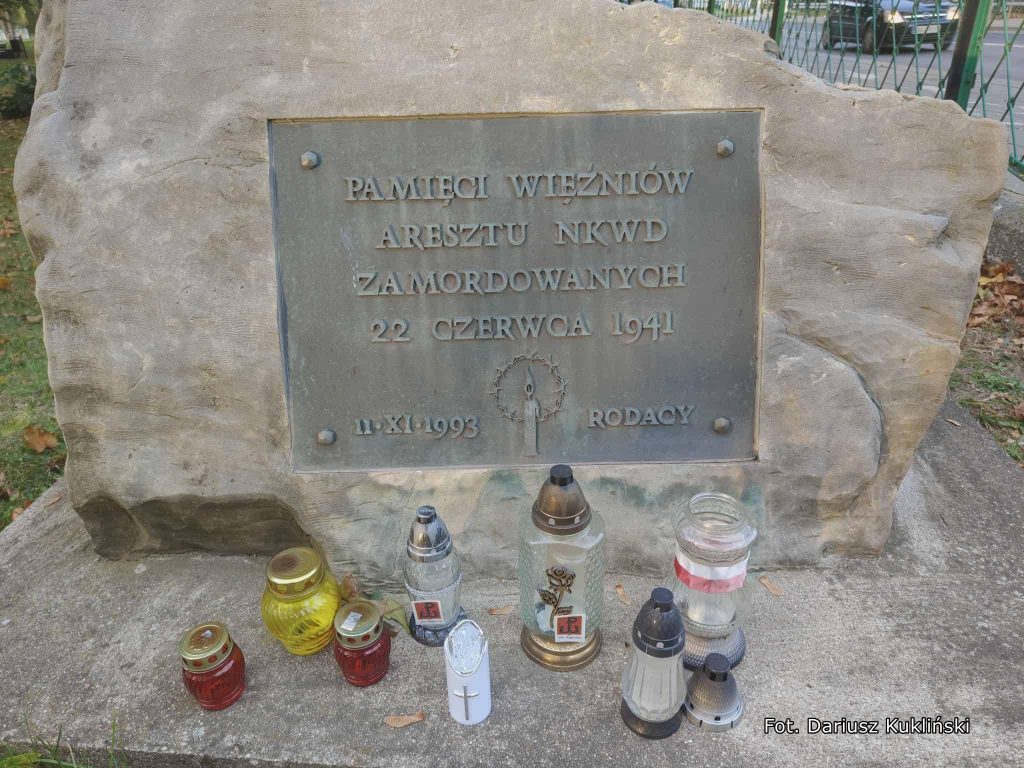 PAMIĘCI WIĘŹNIÓW
ARESZTU NKWD
ZAMORDOWANYCH
22 CZERWCA 1941
11·XI·1993 RODACY
Fot. Dariusz Kukliński